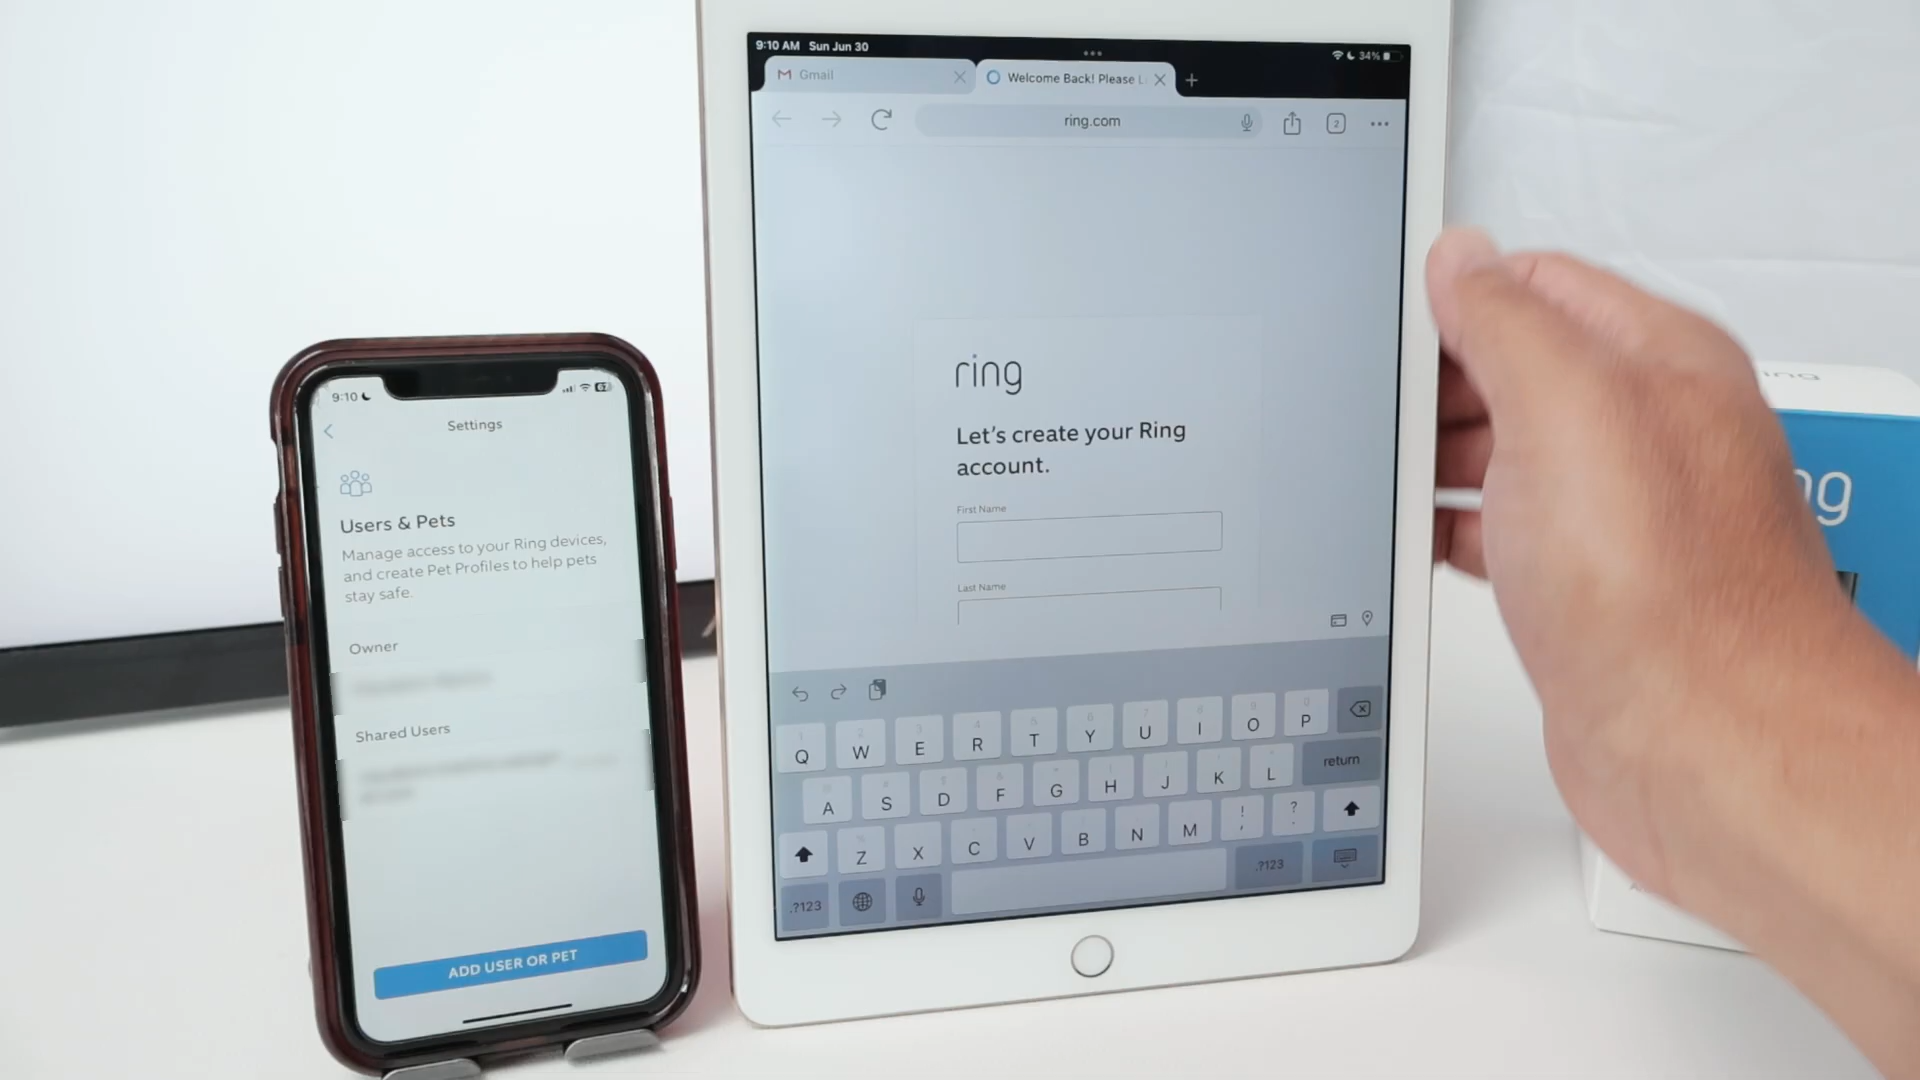 9:10
Settings
Users & Pets
Manage access to your Ring devices,
and create Pet Profiles to help pets
stay safe.
Owner
Shared Users
ADD USER OR PET
9:10 AM Sun Jun 30
34%
Gmail
Welcome Back! Please L
ring.com
2
ring
Let's create your Ring
account.
First Name
Last Name
Q W E R T Y U I O P
A S D F G H J K L return
Z X C V B N M ! , ? .
.?123
.?123